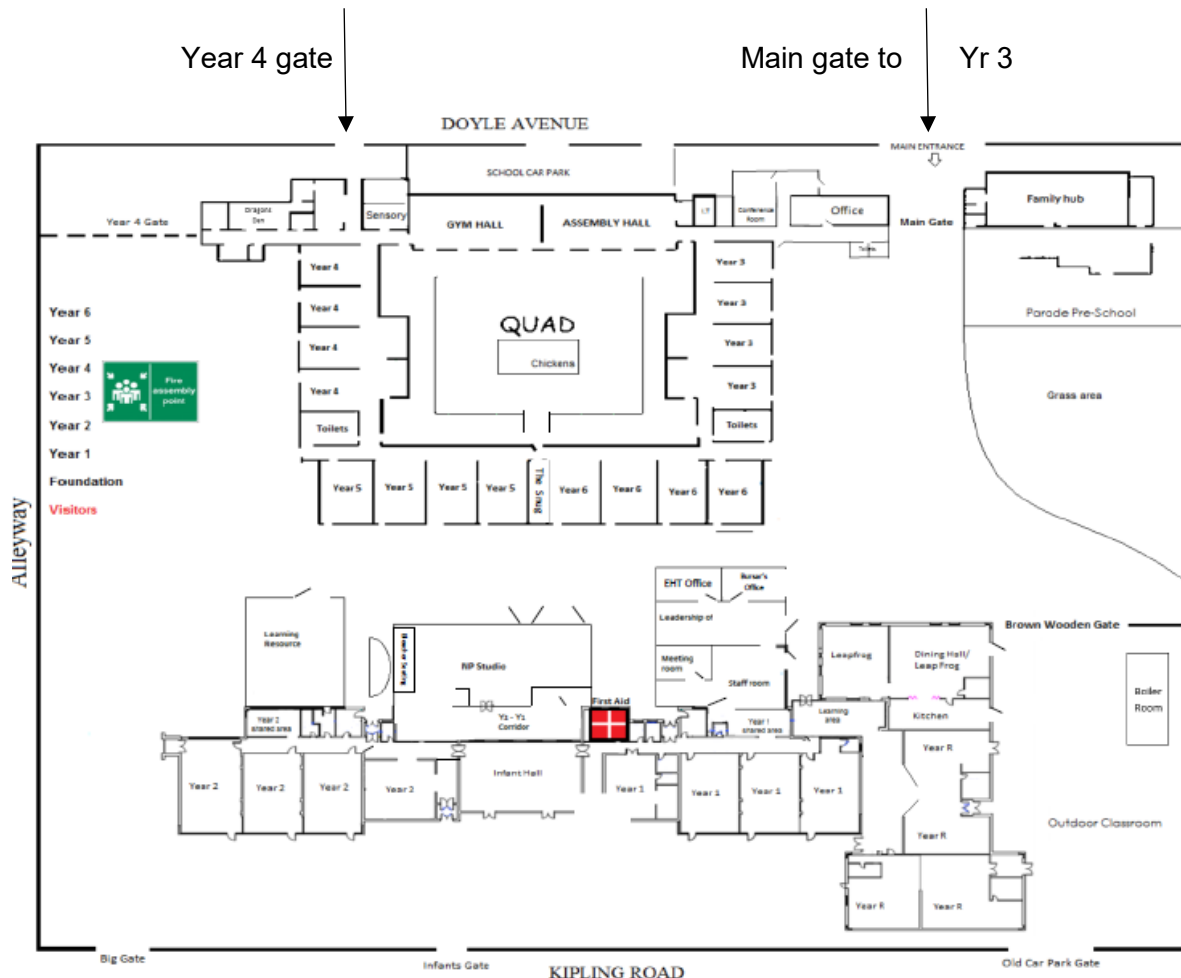 Year 4 gate
Main gate to Yr 3
DOYLE AVENUE
MAIN ENTRANCE
SCHOOL CAR PARK
Year 4 Gate
Dragons
Den
Sensory
GYM HALL
ASSEMBLY HALL
Conference
Room
Office
Toilets
Main Gate
Family hub
Year 4
Year 4
Year 4
Year 4
Toilets
QUAD
Chickens
Year 3
Year 3
Year 3
Year 3
Toilets
Parade Pre-School
Grass area
Year 6
Year 5
Year 4
Year 3
Year 2
Year 1
Foundation
Visitors
Fire
assembly
point
Alleyway
Year 5
Year 5
Year 5
Year 5
The Snug
Year 6
Year 6
Year 6
Year 6
EHT Office
Bursar's
Office
Leadership of
Meeting
room
Staff room
Learning
Resource
NP Studio
First Aid
Year 2
shared area
Y2 - Y1
Corridor
Year 1
shared area
Learning
area
Leapfrog
Dining Hall/
Leap Frog
Kitchen
Brown Wooden Gate
Boiler
Room
Year 2
Year 2
Year 2
Year 2
Infant Hall
Year 1
Year 1
Year 1
Year 1
Year R
Year R
Year R
Year R
Outdoor Classroom
Big Gate
Infants Gate
KIPLING ROAD
Old Car Park Gate